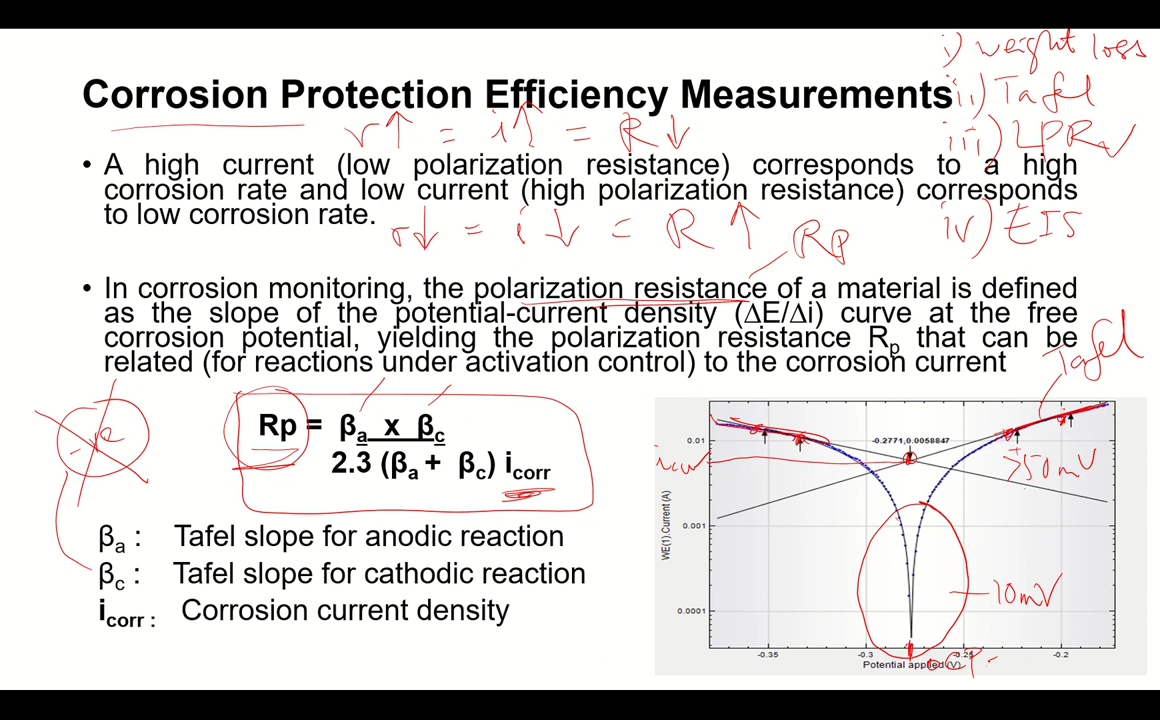 i) weight loss
Corrosion Protection Efficiency Measurements
ii) Tafel
r↑ = i↑ = R↓
iii) LPR
• A high current (low polarization resistance) corresponds to a high
corrosion rate and low current (high polarization resistance) corresponds
to low corrosion rate.
r↓ = i↓ = R↑
iv) EIS
Rp
• In corrosion monitoring, the polarization resistance of a material is defined
as the slope of the potential-current density (∆E/∆i) curve at the free
corrosion potential, yielding the polarization resistance Rp that can be
related (for reactions under activation control) to the corrosion current
Tafel
Rp = βa x βc
2.3 (βa + βc) icorr
βa : Tafel slope for anodic reaction
βc : Tafel slope for cathodic reaction
icorr : Corrosion current density
-0.2771,0.0058847
0.01
±50mV
WE(1).Current (A)
0.001
10mV
0.0001
-0.35 -0.3 -0.25 -0.2
Potential applied (V)
OCP